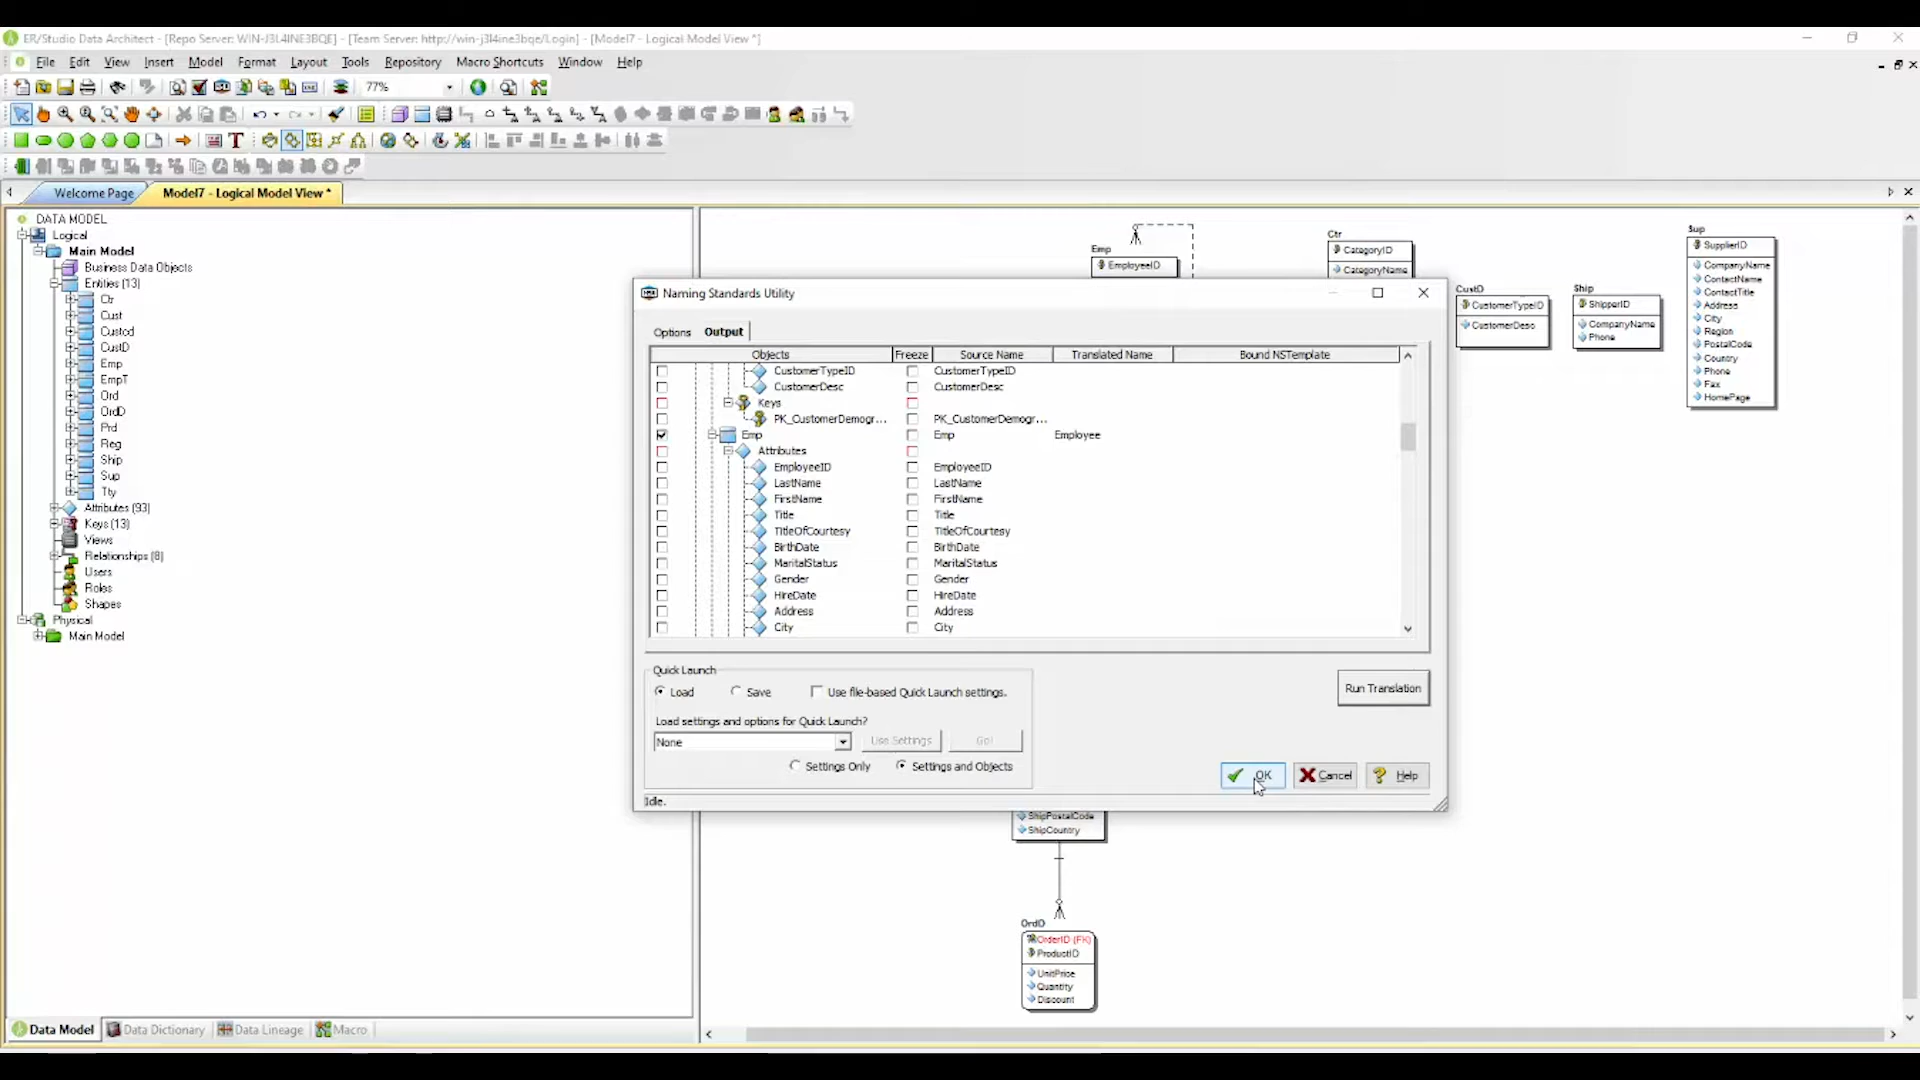 ER/Studio Data Architect - [Repo Server: WIN-J3L4INE3BQE] - [Team Server: http://win-j3l4ine3bqe/Login] - [Model7 - Logical Model View *]
File Edit View Insert Model Format Layout Tools Repository Macro Shortcuts Window Help
77%
Welcome Page
Model7 - Logical Model View *
DATA MODEL
Logical
Main Model
Business Data Objects
Entities (13)
Ctr
Cust
Custcd
CustD
Emp
EmpT
Ord
OrdD
Prd
Reg
Ship
Sup
Tty
Attributes (93)
Keys (13)
Views
Relationships (8)
Users
Roles
Shapes
Physical
Main Model
Data Model
Data Dictionary
Data Lineage
Macro
Emp
EmployeeID
Ctr
CategoryID
CategoryName
CustD
CustomerTypeID
CustomerDesc
Ship
ShipperID
CompanyName
Phone
Sup
SupplierID
CompanyName
ContactName
ContactTitle
Address
City
Region
PostalCode
Country
Phone
Fax
HomePage
Naming Standards Utility
Options Output
Objects Freeze Source Name Translated Name Bound NSTemplate
CustomerTypeID CustomerTypeID
CustomerDesc CustomerDesc
Keys
PK_CustomerDemogr... PK_CustomerDemogr...
Emp Emp Employee
Attributes
EmployeeID EmployeeID
LastName LastName
FirstName FirstName
Title Title
TitleOfCourtesy TitleOfCourtesy
BirthDate BirthDate
MaritalStatus MaritalStatus
Gender Gender
HireDate HireDate
Address Address
City City
Quick Launch
Load Save Use file-based Quick Launch settings.
Load settings and options for Quick Launch?
None Use Settings Go!
Settings Only Settings and Objects
Run Translation
OK Cancel Help
Idle.
ShipPostalCode
ShipCountry
OrdD
OrderID (FK)
ProductID
UnitPrice
Quantity
Discount